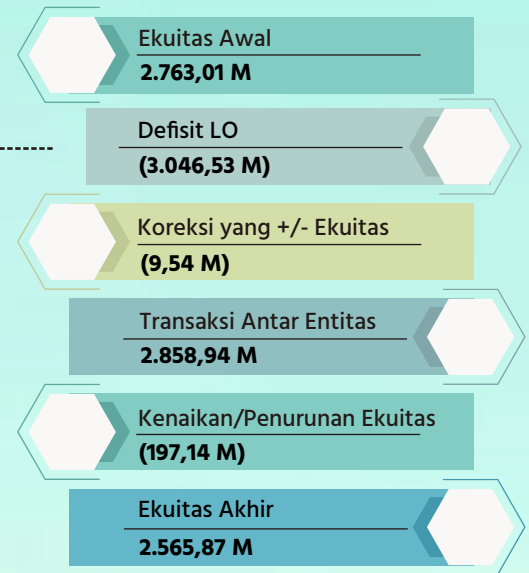 Ekuitas Awal
2.763,01 M
Defisit LO
(3.046,53 M)
Koreksi yang +/- Ekuitas
(9,54 M)
Transaksi Antar Entitas
2.858,94 M
Kenaikan/Penurunan Ekuitas
(197,14 M)
Ekuitas Akhir
2.565,87 M